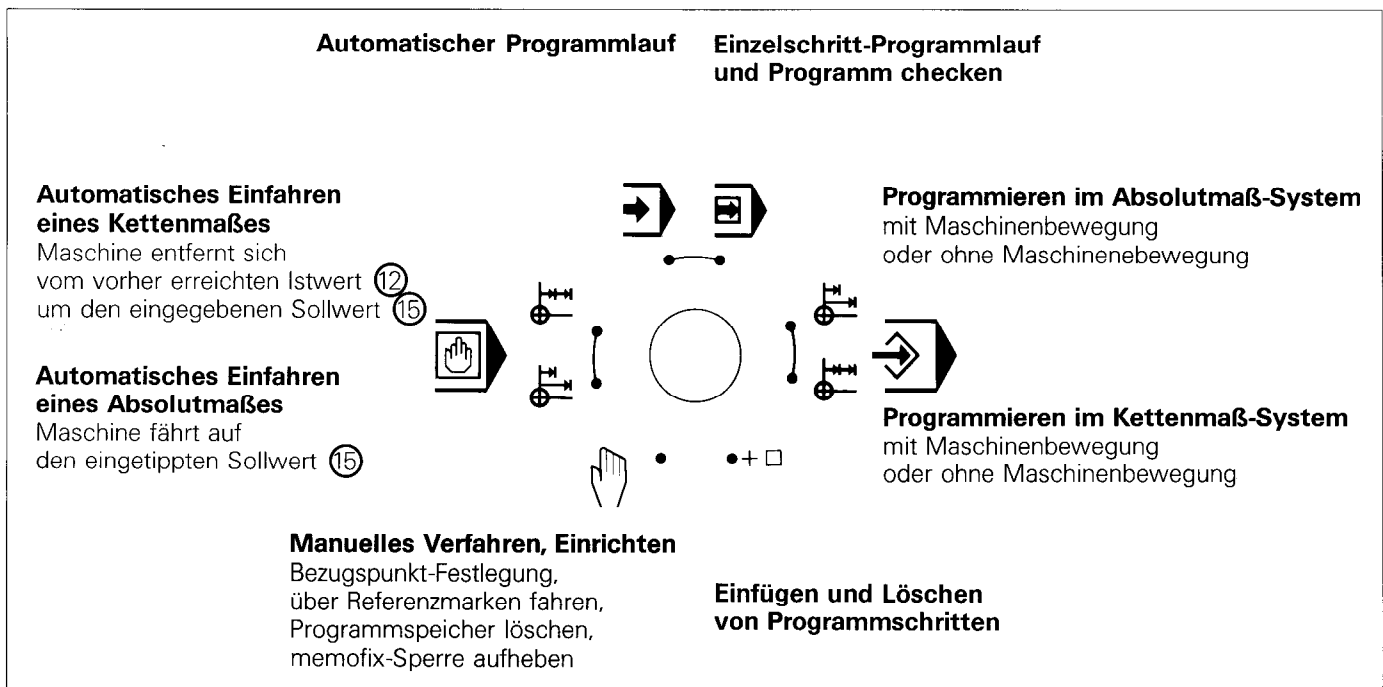 Automatischer Programmlauf
Einzelschritt-Programmlauf
und Programm checken
Automatisches Einfahren
eines Kettenmaßes
Maschine entfernt sich
vom vorher erreichten Istwert ⑫
um den eingegebenen Sollwert ⑮
Automatisches Einfahren
eines Absolutmaßes
Maschine fährt auf
den eingetippten Sollwert ⑮
Programmieren im Absolutmaß-System
mit Maschinenbewegung
oder ohne Maschinenebewegung
Programmieren im Kettenmaß-System
mit Maschinenbewegung
oder ohne Maschinenbewegung
Manuelles Verfahren, Einrichten
Bezugspunkt-Festlegung,
über Referenzmarken fahren,
Programmspeicher löschen,
memofix-Sperre aufheben
Einfügen und Löschen
von Programmschritten